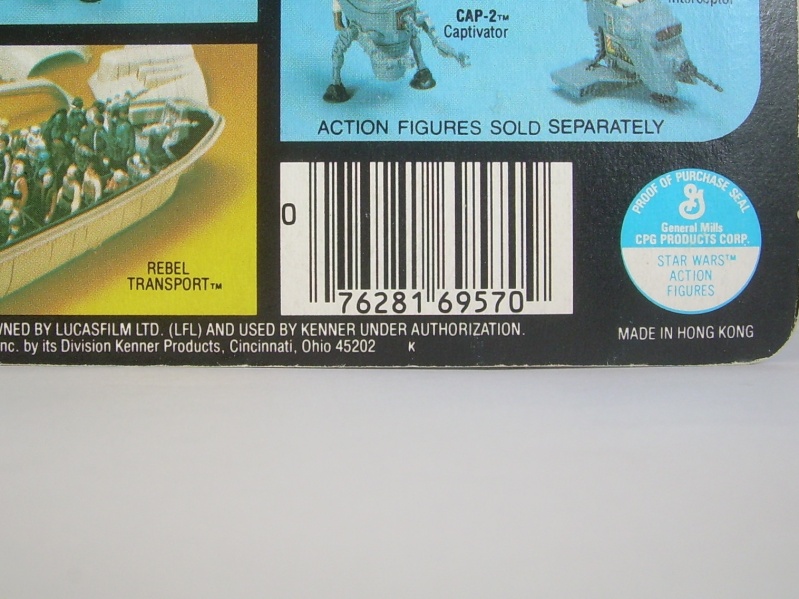 CAP-2™
Captivator
Interceptor
ACTION FIGURES SOLD SEPARATELY
REBEL
TRANSPORT™
0 76281 69570
PROOF OF PURCHASE SEAL
General Mills
CPG PRODUCTS CORP.
STAR WARS™
ACTION
FIGURES
WNED BY LUCASFILM LTD. (LFL) AND USED BY KENNER UNDER AUTHORIZATION.
nc. by its Division Kenner Products, Cincinnati, Ohio 45202 K
MADE IN HONG KONG